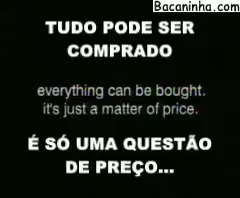 Bacaninha.com
TUDO PODE SER
COMPRADO
everything can be bought.
it's just a matter of price.
É SÓ UMA QUESTÃO
DE PREÇO...